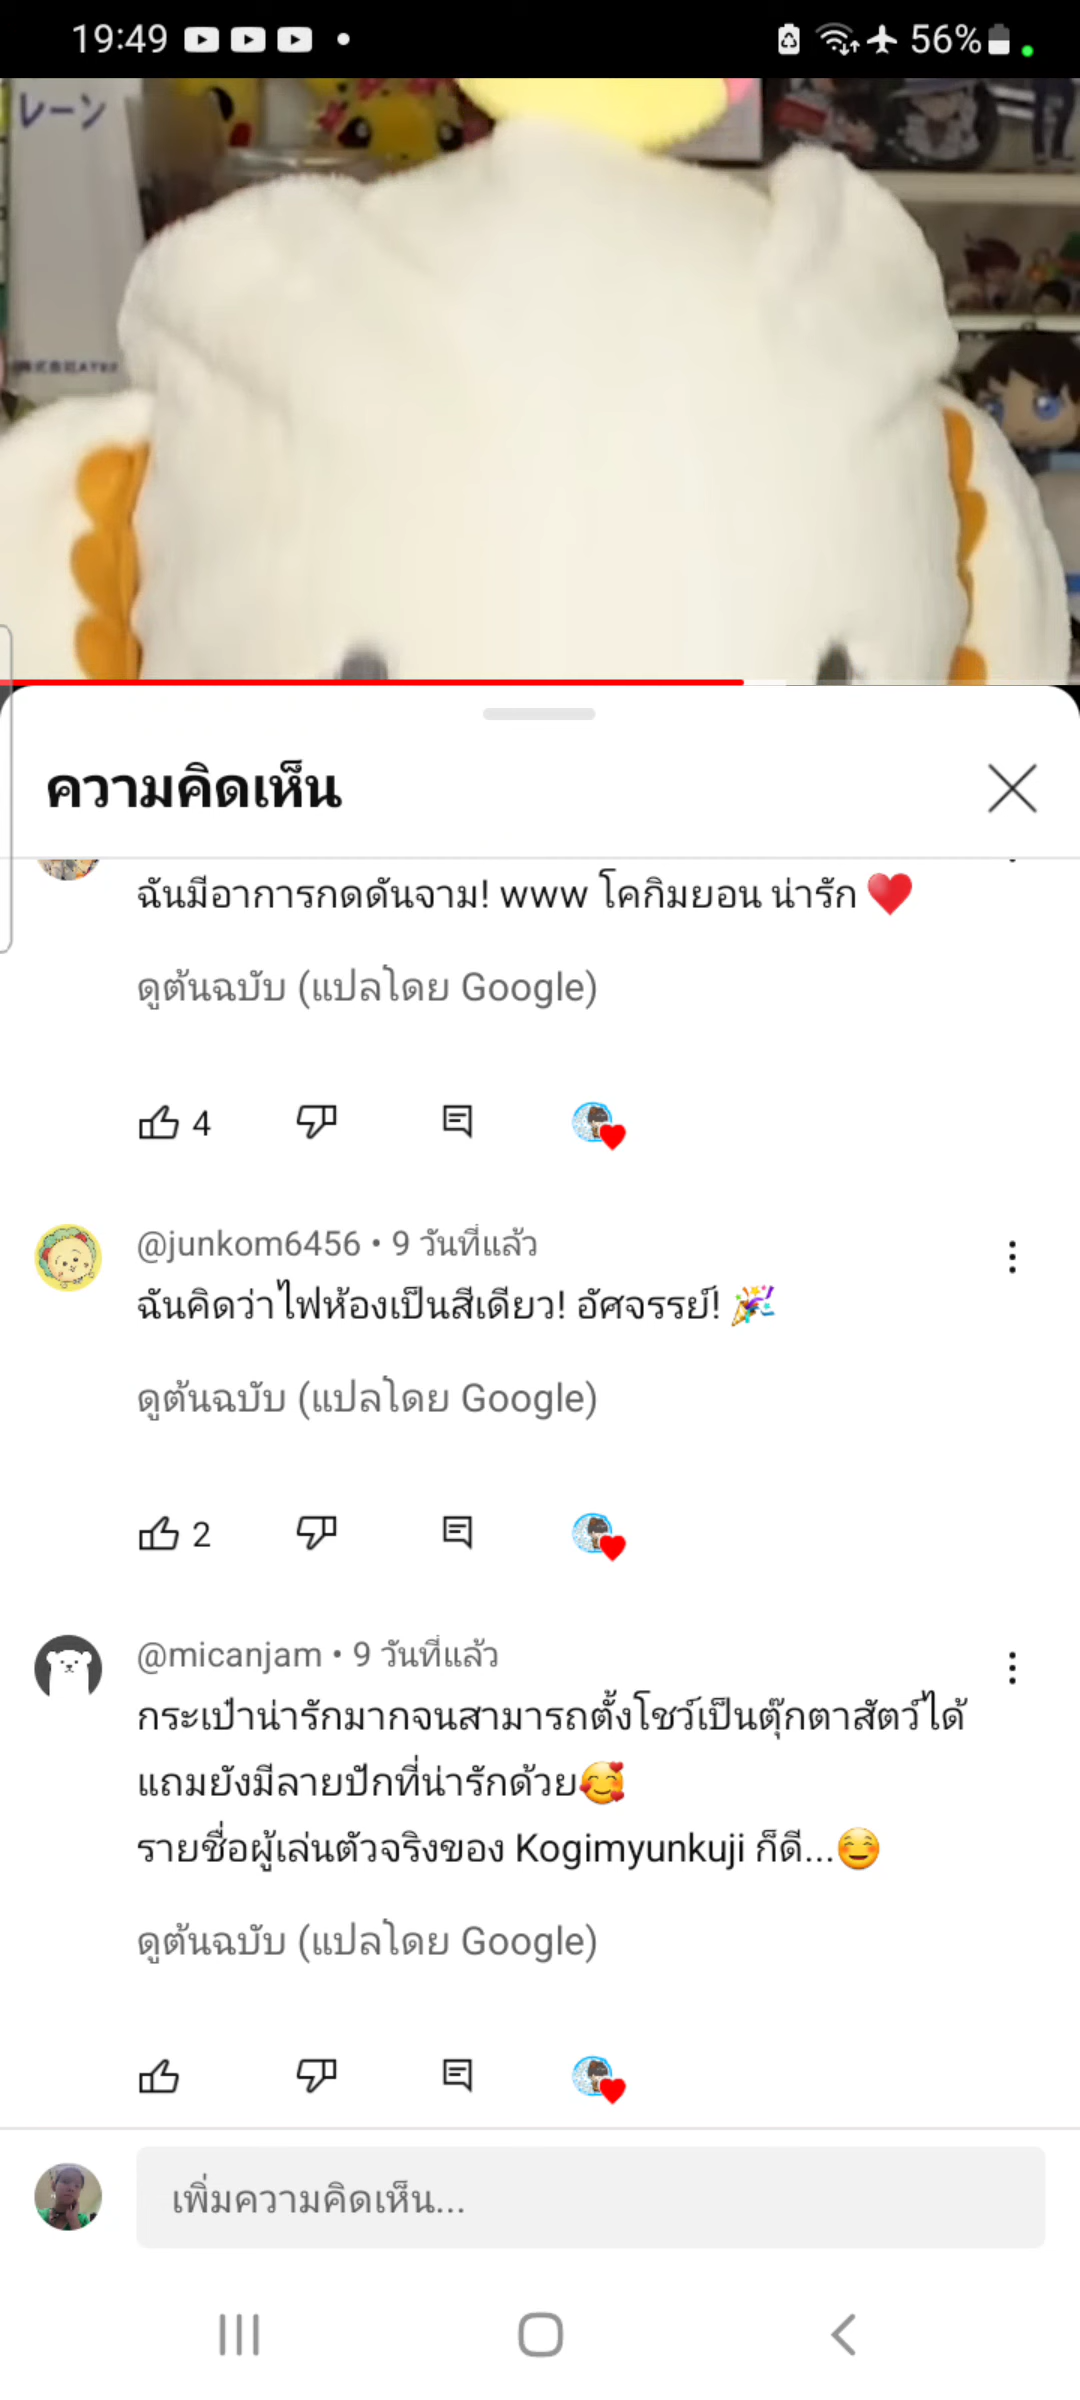 19:49
56%
レーン
ความคิดเห็น
ฉันมีอาการกดดันจาม! www โคกิมยอน น่ารัก ❤️
ดูต้นฉบับ (แปลโดย Google)
4
@junkom6456 • 9 วันที่แล้ว
ฉันคิดว่าไฟห้องเป็นสีเดียว! อัศจรรย์! 🎉
ดูต้นฉบับ (แปลโดย Google)
2
@micanjam • 9 วันที่แล้ว
กระเป๋าน่ารักมากจนสามารถตั้งโชว์เป็นตุ๊กตาสัตว์ได้
แถมยังมีลายปักที่น่ารักด้วย🥰
รายชื่อผู้เล่นตัวจริงของ Kogimyunkuji ก็ดี...☺️
ดูต้นฉบับ (แปลโดย Google)
เพิ่มความคิดเห็น...